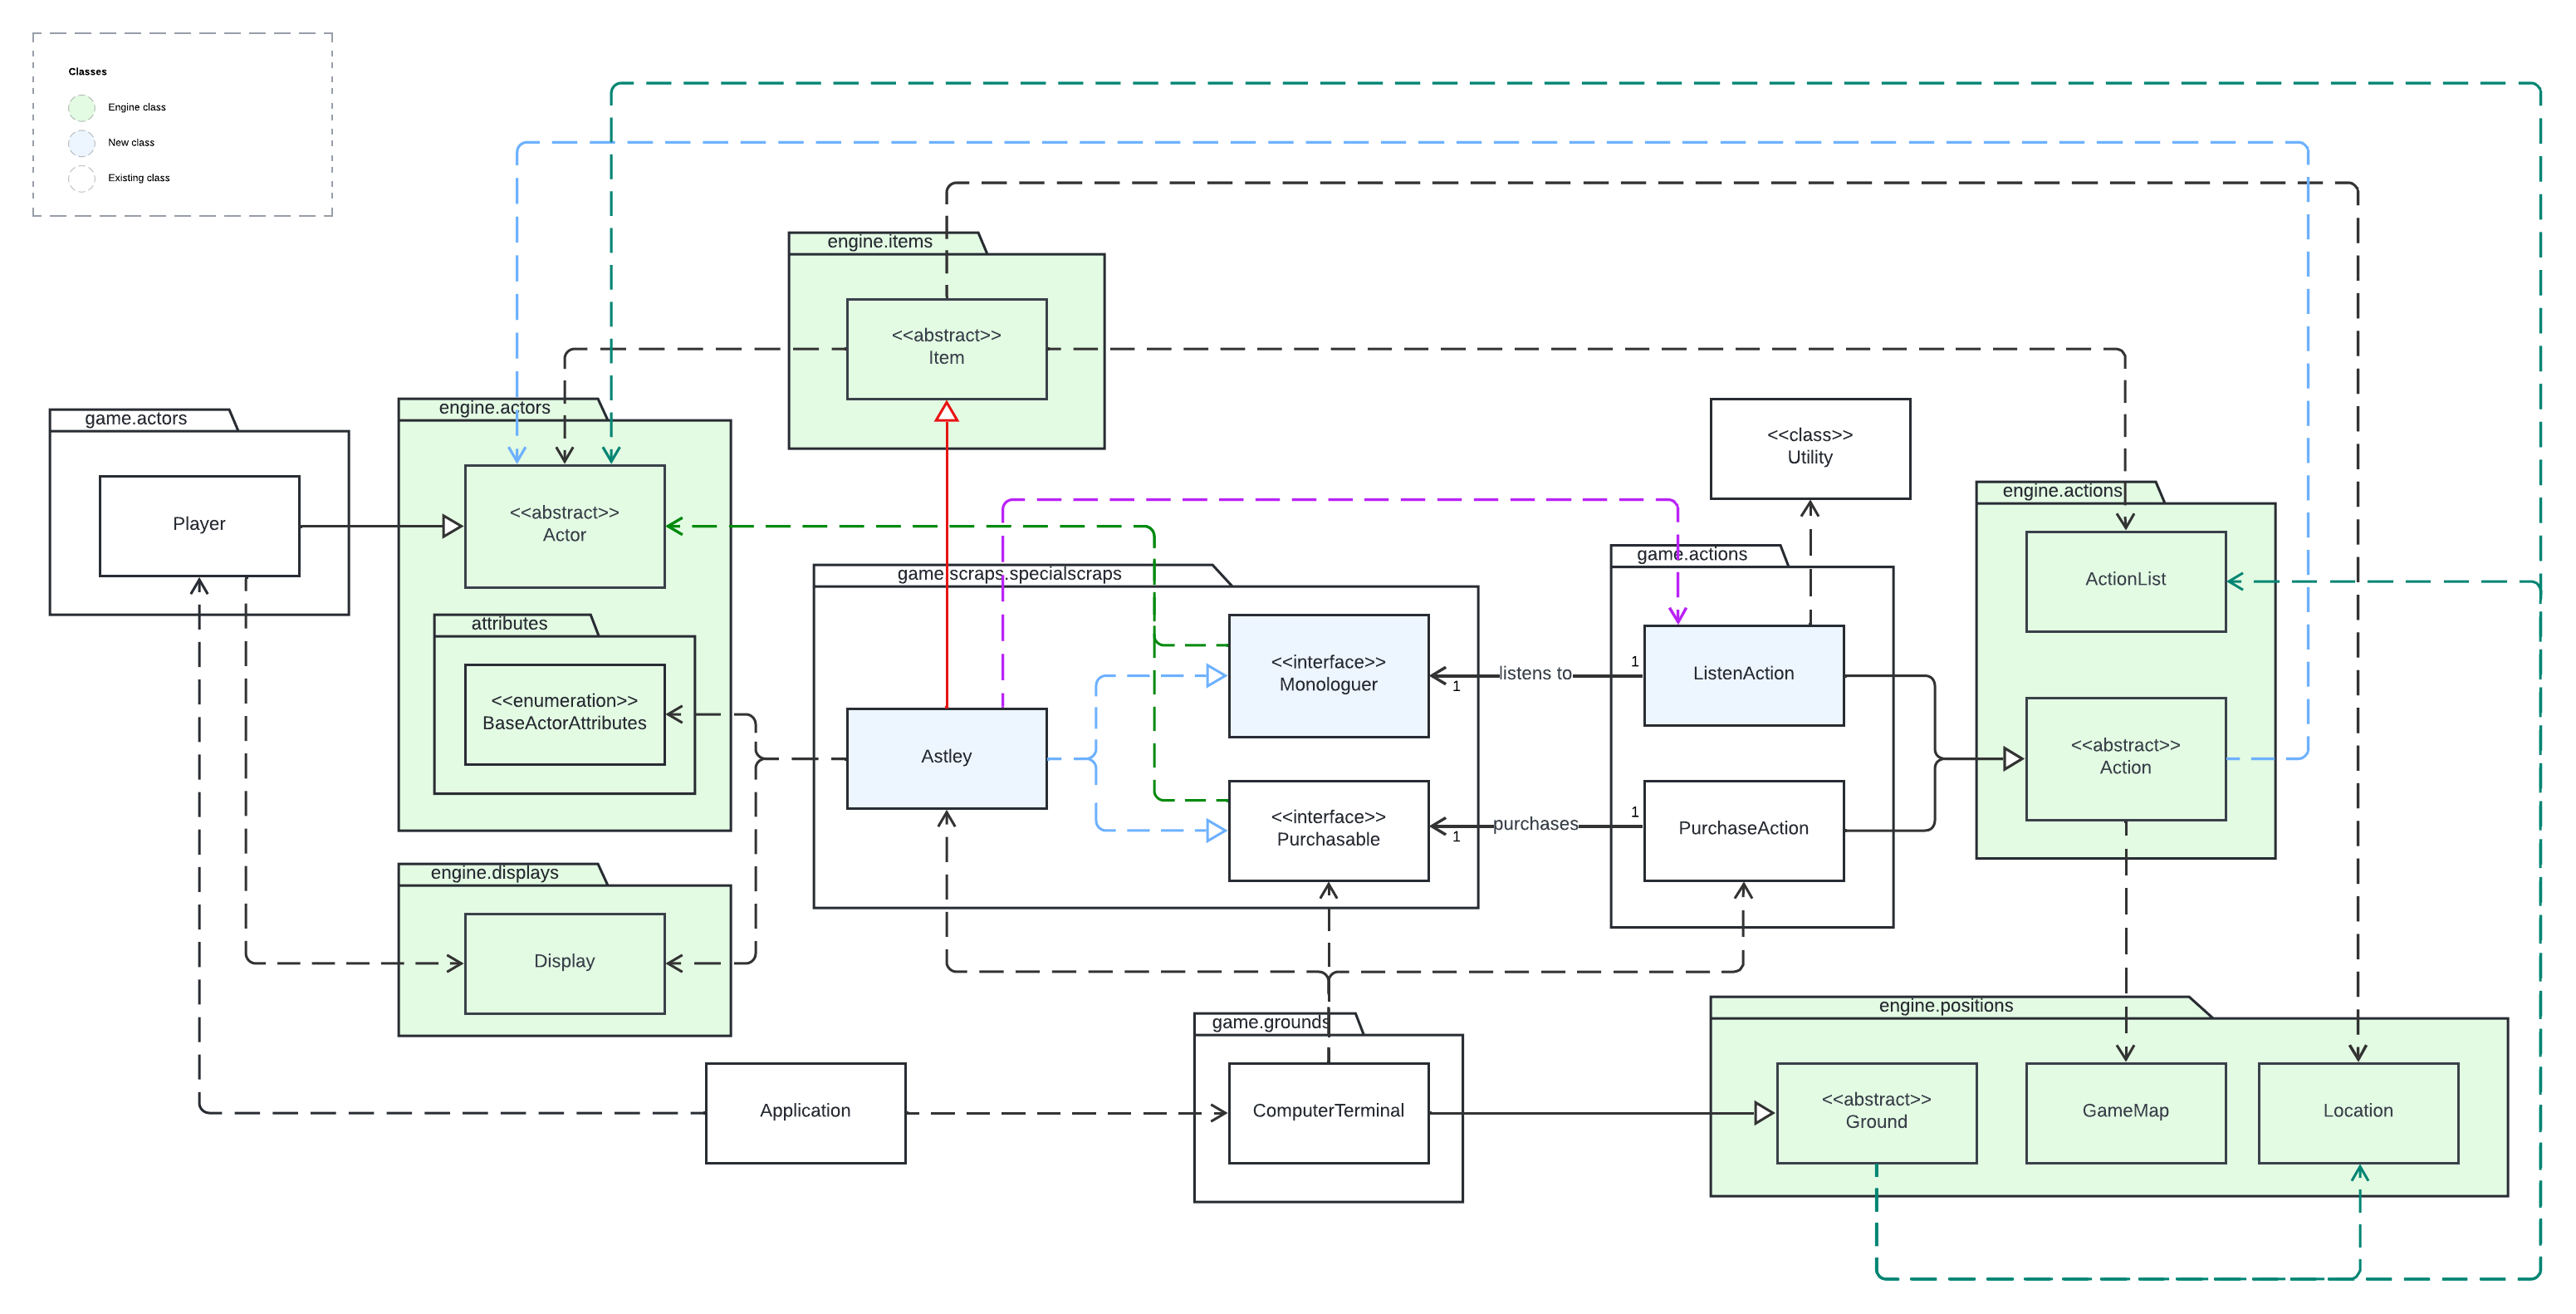 Classes
Engine class
New class
Existing class
engine.items
<<abstract>>
Item
game.actors
Player
engine.actors
<<abstract>>
Actor
attributes
<<enumeration>>
BaseActorAttributes
engine.displays
Display
game.scraps.specialscraps
Astley
<<interface>>
Monologuer
<<interface>>
Purchasable
listens to
1
1
purchases
1
1
<<class>>
Utility
game.actions
ListenAction
PurchaseAction
engine.actions
ActionList
<<abstract>>
Action
Application
game.grounds
ComputerTerminal
engine.positions
<<abstract>>
Ground
GameMap
Location